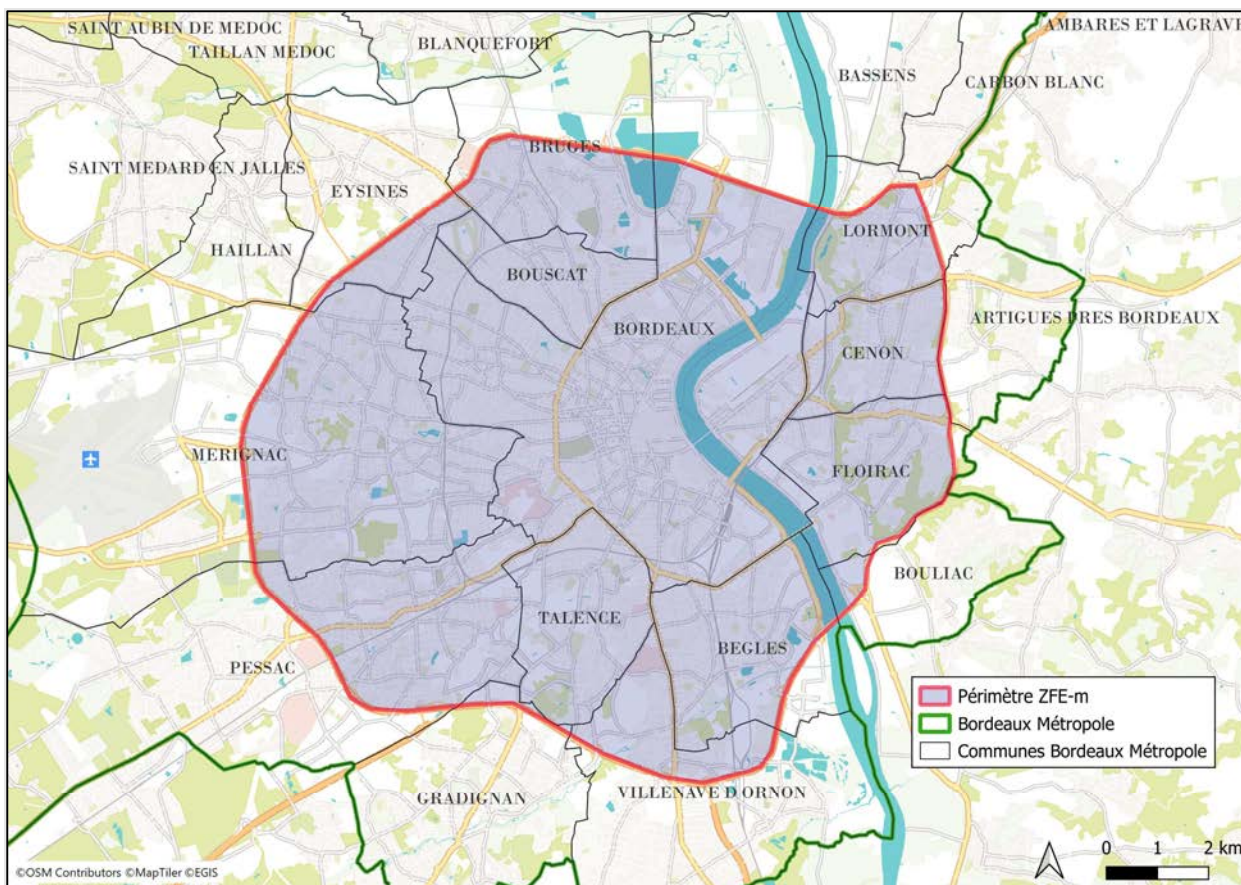 SAINT AUBIN DE MEDOC
TAILLAN MEDOC
BLANQUEFORT
AMBARES ET LAGRAVE
BASSENS
CARBON BLANC
BRUGES
SAINT MEDARD EN JALLES
EYSINES
HAILLAN
LORMONT
BOUSCAT
BORDEAUX
ARTIGUES PRES BORDEAUX
CENON
MERIGNAC
FLOIRAC
BOULIAC
TALENCE
BEGLES
PESSAC
GRADIGNAN
VILLENAVE D ORNON
Périmètre ZFE-m
Bordeaux Métropole
Communes Bordeaux Métropole
0 1 2 km
©OSM Contributors ©MapTiler ©EGIS